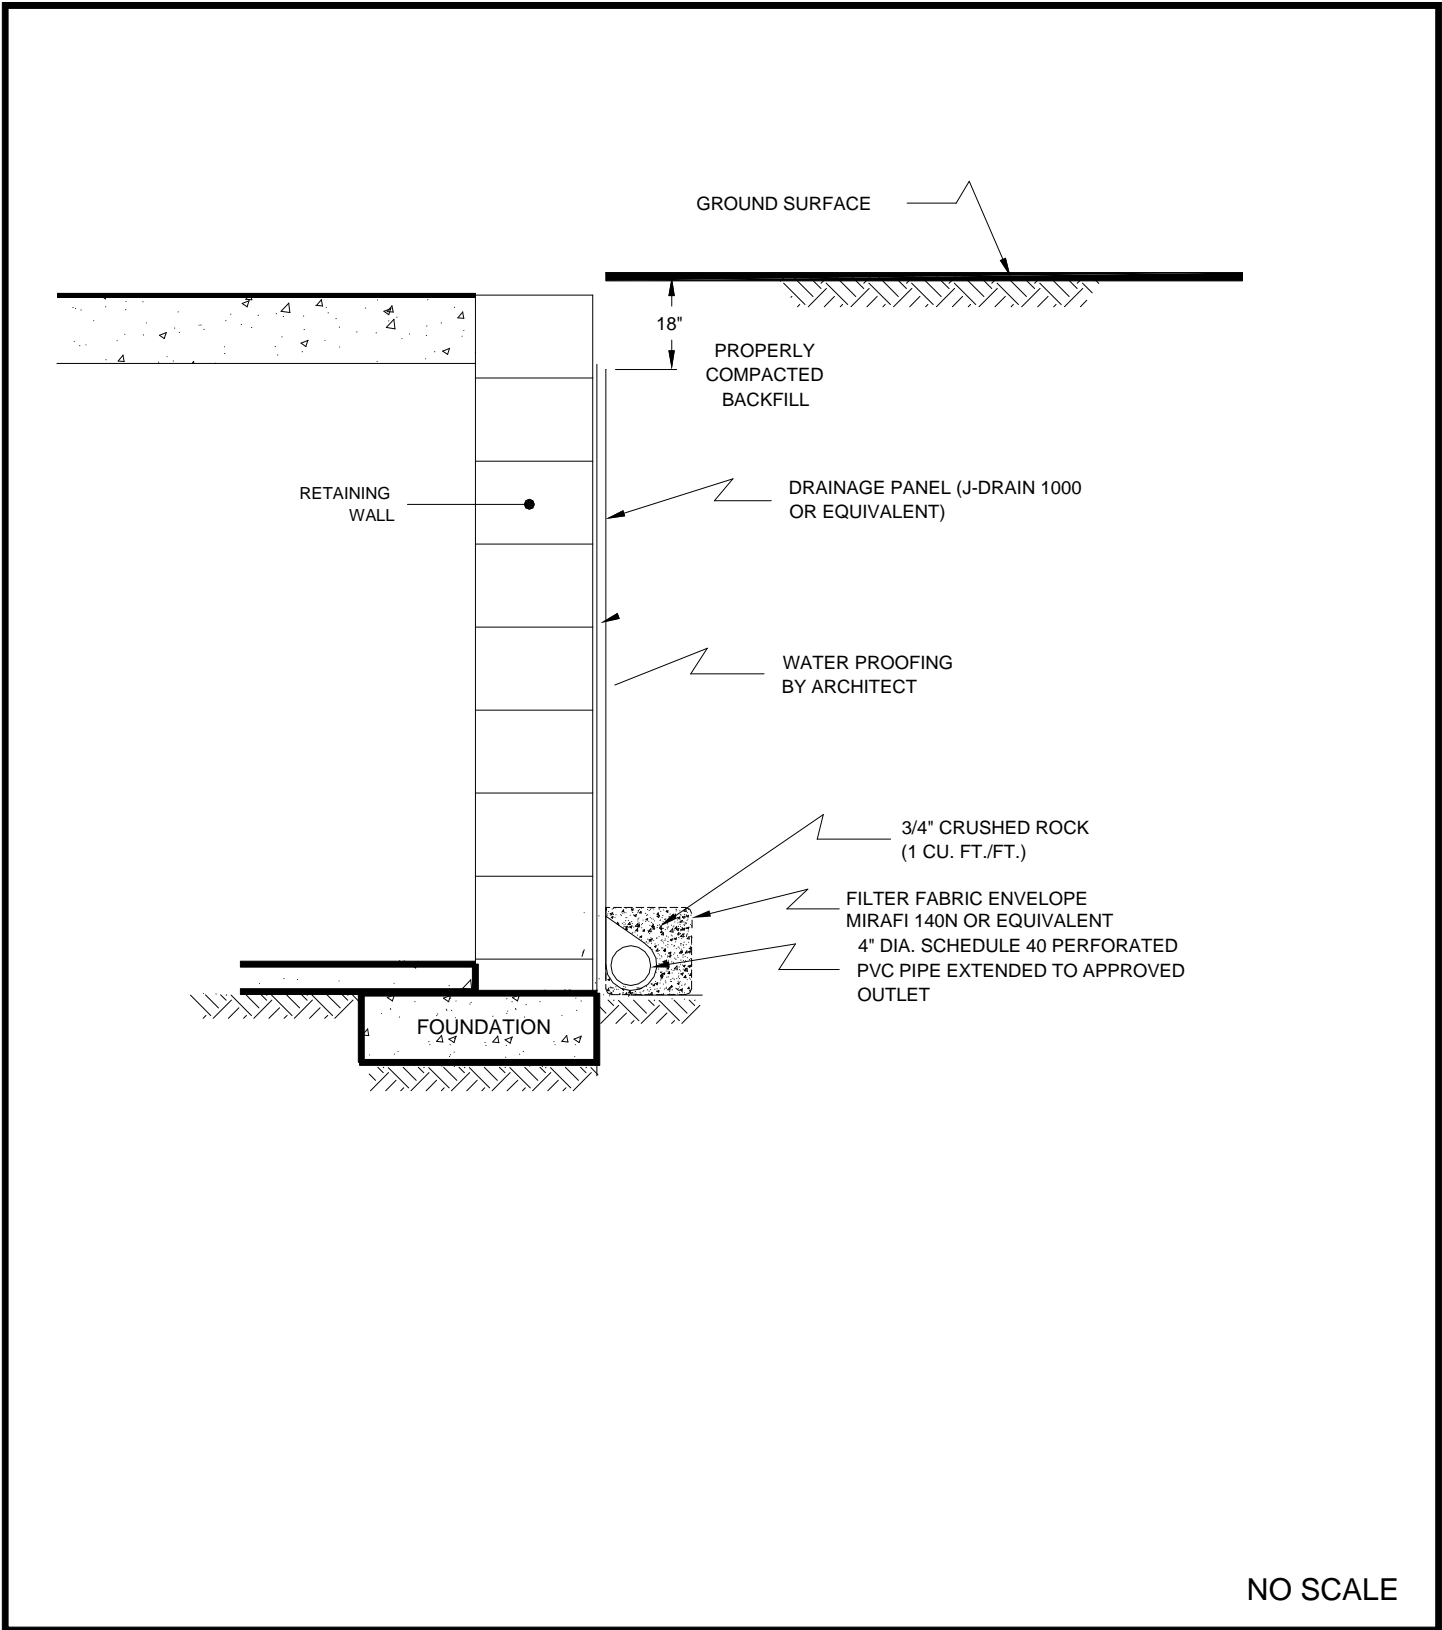 GROUND SURFACE
18"
PROPERLY
COMPACTED
BACKFILL
RETAINING
WALL
DRAINAGE PANEL (J-DRAIN 1000
OR EQUIVALENT)
WATER PROOFING
BY ARCHITECT
3/4" CRUSHED ROCK
(1 CU. FT./FT.)
FILTER FABRIC ENVELOPE
MIRAFI 140N OR EQUIVALENT
4" DIA. SCHEDULE 40 PERFORATED
PVC PIPE EXTENDED TO APPROVED
OUTLET
FOUNDATION
NO SCALE